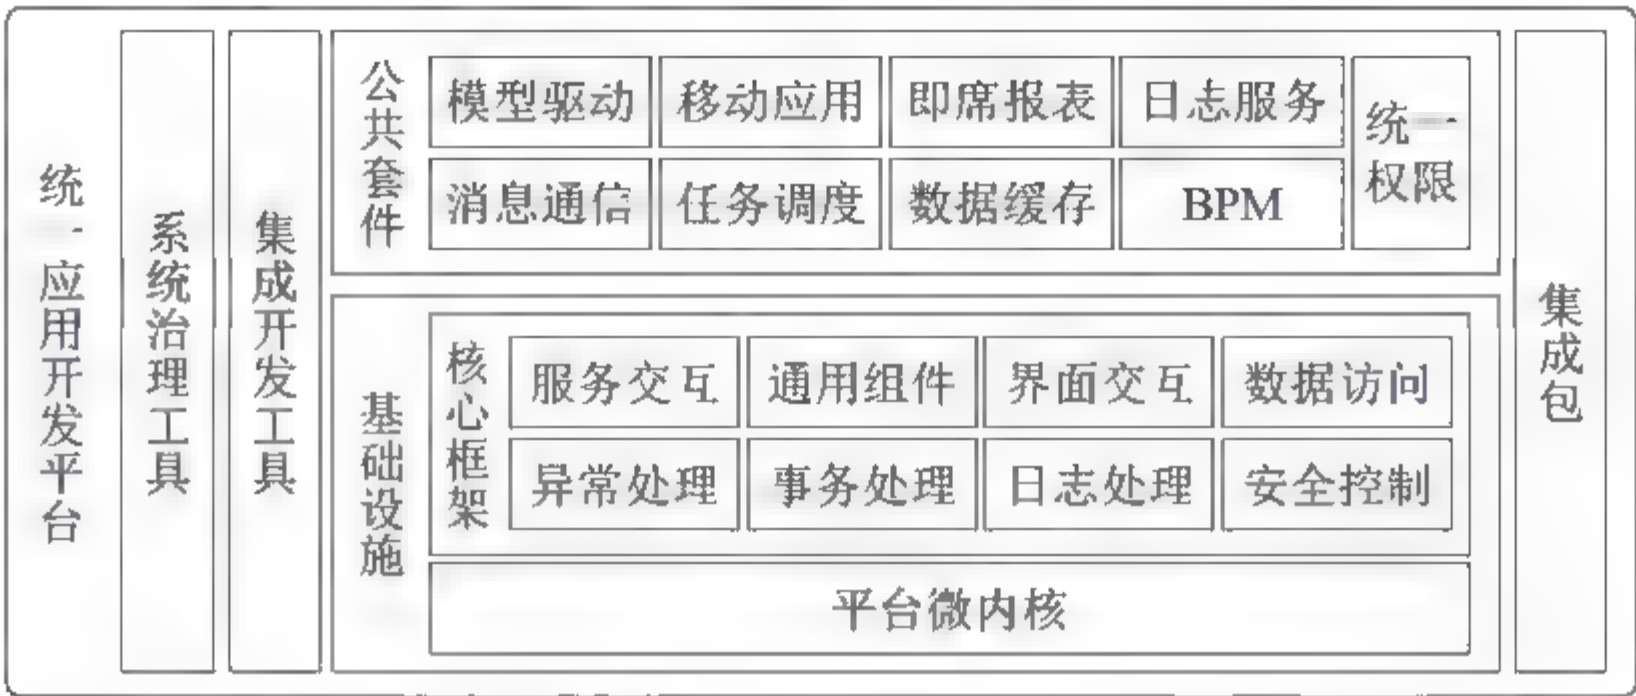 统一应用开发平台
系统治理工具
集成开发工具
公共套件
模型驱动
移动应用
即席报表
日志服务
消息通信
任务调度
数据缓存
BPM
统一
权限
基础设施
核心框架
服务交互
通用组件
界面交互
数据访问
异常处理
事务处理
日志处理
安全控制
平台微内核
集成包